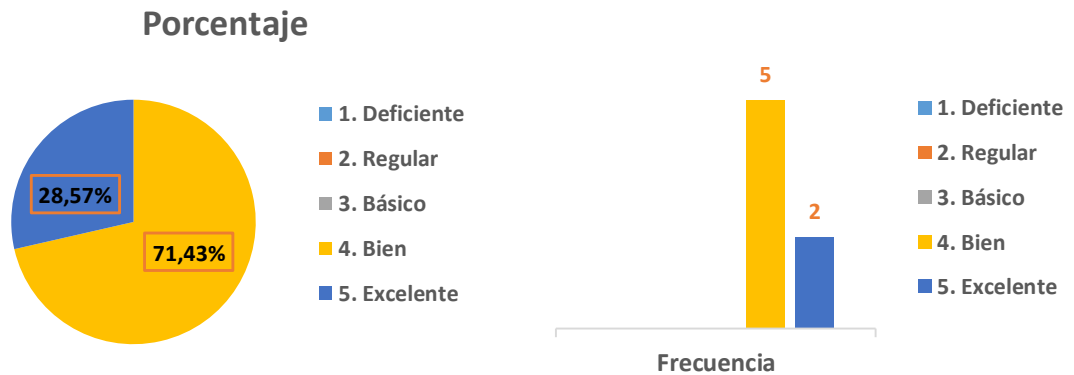 Porcentaje
28,57%
71,43%
1. Deficiente
2. Regular
3. Básico
4. Bien
5. Excelente
5
2
Frecuencia
1. Deficiente
2. Regular
3. Básico
4. Bien
5. Excelente